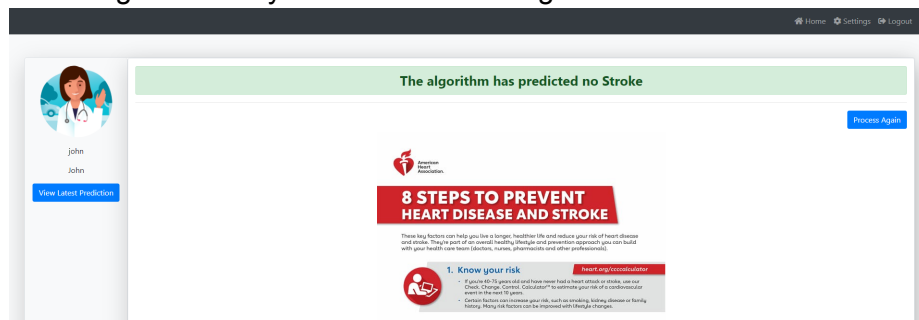 Home Settings Logout
The algorithm has predicted no Stroke
Process Again
john
John
View Latest Prediction
American
Heart
Association.
8 STEPS TO PREVENT
HEART DISEASE AND STROKE
These key factors can help you live a longer, healthier life and reduce your risk of heart disease
and stroke. They're part of an overall healthy lifestyle and prevention approach you can build
with your health care team (doctors, nurses, pharmacists and other professionals).
1. Know your risk
heart.org/ccccalculator
• If you're 40-75 years old and have never had a heart attack or stroke, use our
Check. Change. Control. Calculator™ to estimate your risk of a cardiovascular
event in the next 10 years.
• Certain factors can increase your risk, such as smoking, kidney disease or family
history. Many risk factors can be improved with lifestyle changes.